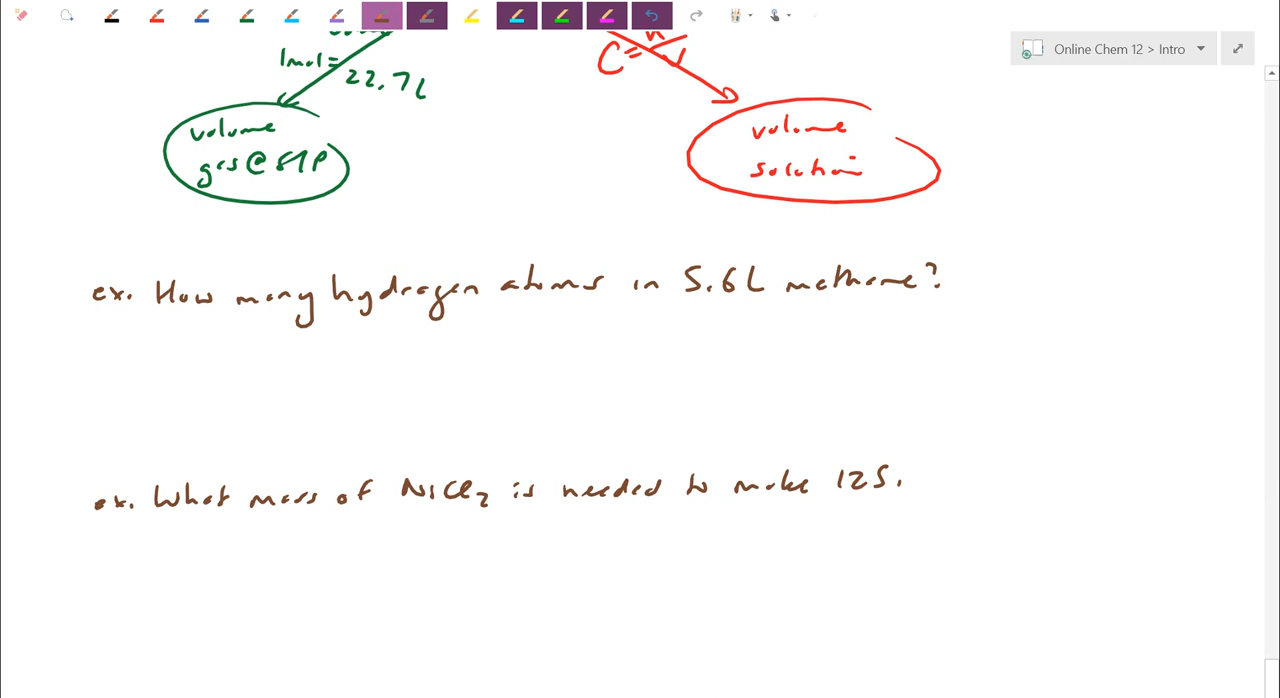 Online Chem 12 > Intro
1mol =
22.7L
C = n/V
volume
gas @ STP
volume
solution
ex. How many hydrogen atoms in 5.6L methane?
ex. What mass of NiCl₂ is needed to make 125.